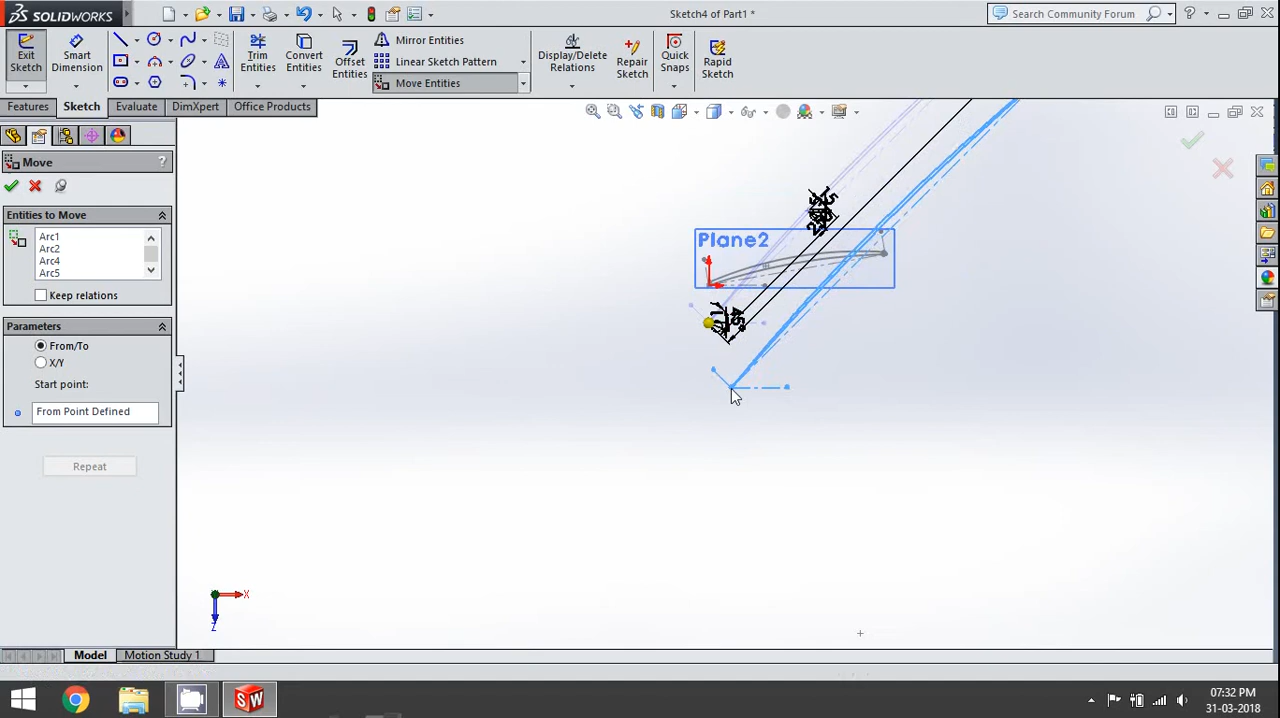 SOLIDWORKS
Sketch4 of Part1 *
Search Community Forum
?
Exit Sketch
Smart Dimension
Trim Entities
Convert Entities
Offset Entities
Mirror Entities
Linear Sketch Pattern
Move Entities
Display/Delete Relations
Repair Sketch
Quick Snaps
Rapid Sketch
Features
Sketch
Evaluate
DimXpert
Office Products
Move
?
Entities to Move
Arc1
Arc2
Arc4
Arc5
Keep relations
Parameters
From/To
X/Y
Start point:
From Point Defined
Repeat
Plane2
X
Z
Model
Motion Study 1
SW
07:32 PM
31-03-2018